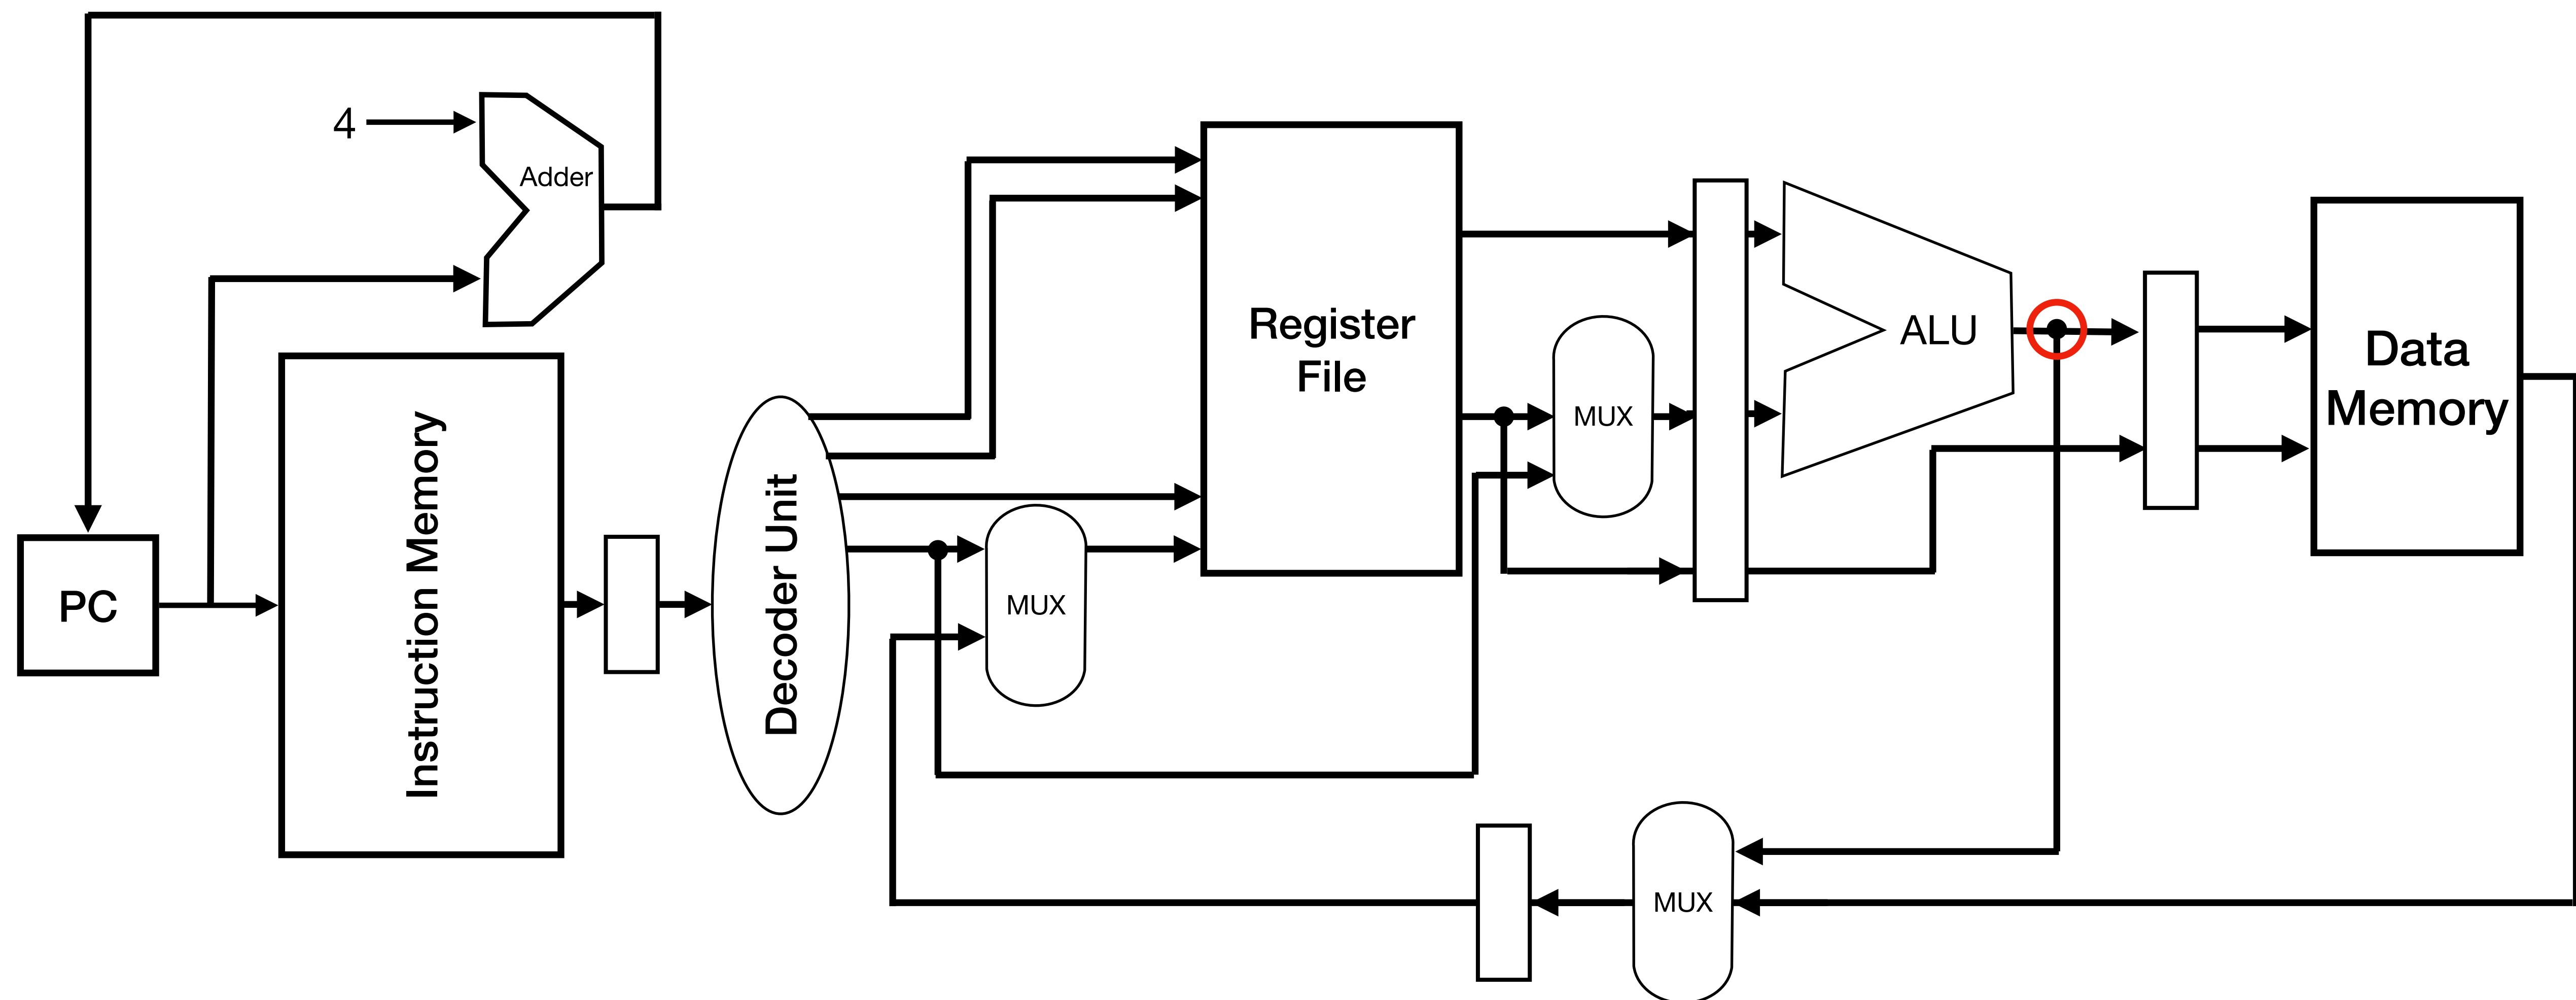 4
Adder
PC
Instruction Memory
Decoder Unit
MUX
Register
File
MUX
ALU
Data
Memory
MUX